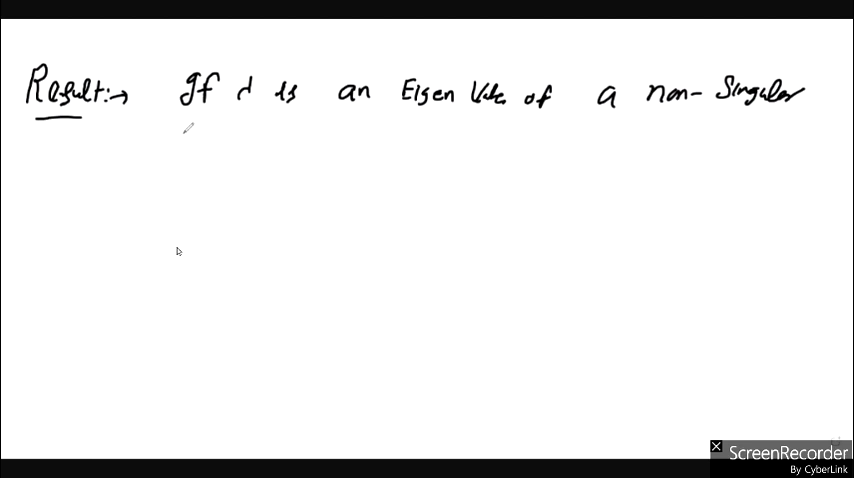 Result:→ If λ is an Eigen Value of a non-Singular
ScreenRecorder
By CyberLink